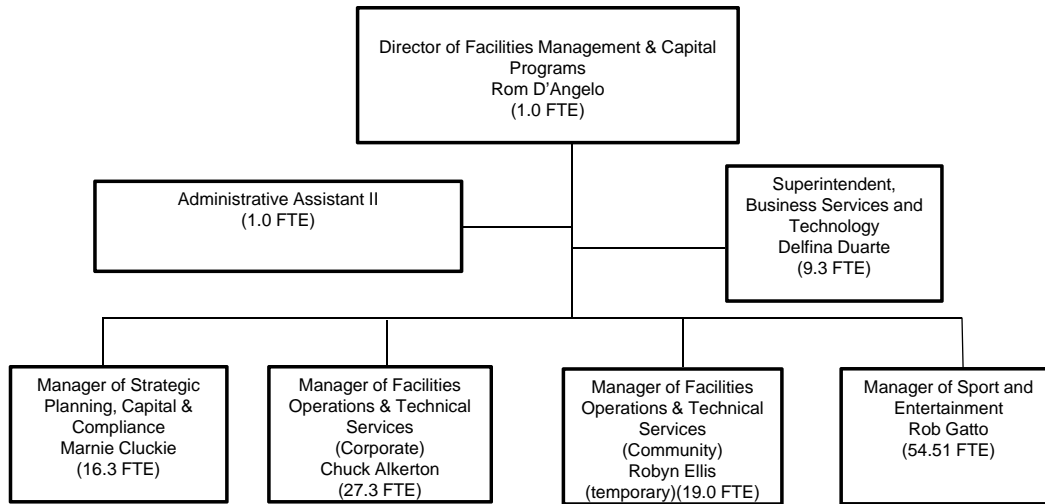 Director of Facilities Management & Capital
Programs
Rom D’Angelo
(1.0 FTE)
Administrative Assistant II
(1.0 FTE)
Superintendent,
Business Services and
Technology
Delfina Duarte
(9.3 FTE)
Manager of Strategic
Planning, Capital &
Compliance
Marnie Cluckie
(16.3 FTE)
Manager of Facilities
Operations & Technical
Services
(Corporate)
Chuck Alkerton
(27.3 FTE)
Manager of Facilities
Operations & Technical
Services
(Community)
Robyn Ellis
(temporary)(19.0 FTE)
Manager of Sport and
Entertainment
Rob Gatto
(54.51 FTE)